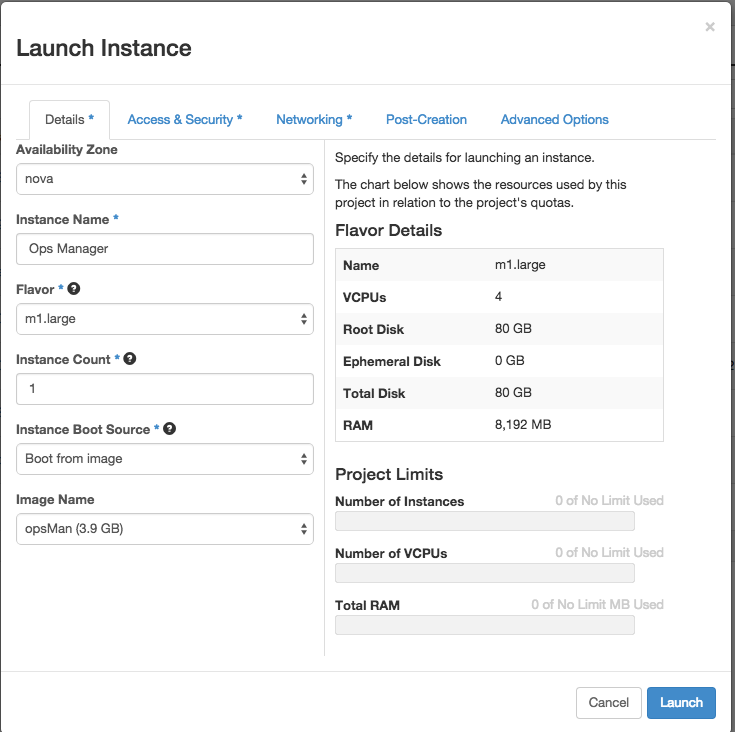 ×
Launch Instance
Details * Access & Security * Networking * Post-Creation Advanced Options
Availability Zone
nova
Instance Name *
Ops Manager
Flavor * ?
m1.large
Instance Count * ?
1
Instance Boot Source * ?
Boot from image
Image Name
opsMan (3.9 GB)
Specify the details for launching an instance.
The chart below shows the resources used by this
project in relation to the project's quotas.
Flavor Details
Name m1.large
VCPUs 4
Root Disk 80 GB
Ephemeral Disk 0 GB
Total Disk 80 GB
RAM 8,192 MB
Project Limits
Number of Instances 0 of No Limit Used
Number of VCPUs 0 of No Limit Used
Total RAM 0 of No Limit MB Used
Cancel Launch